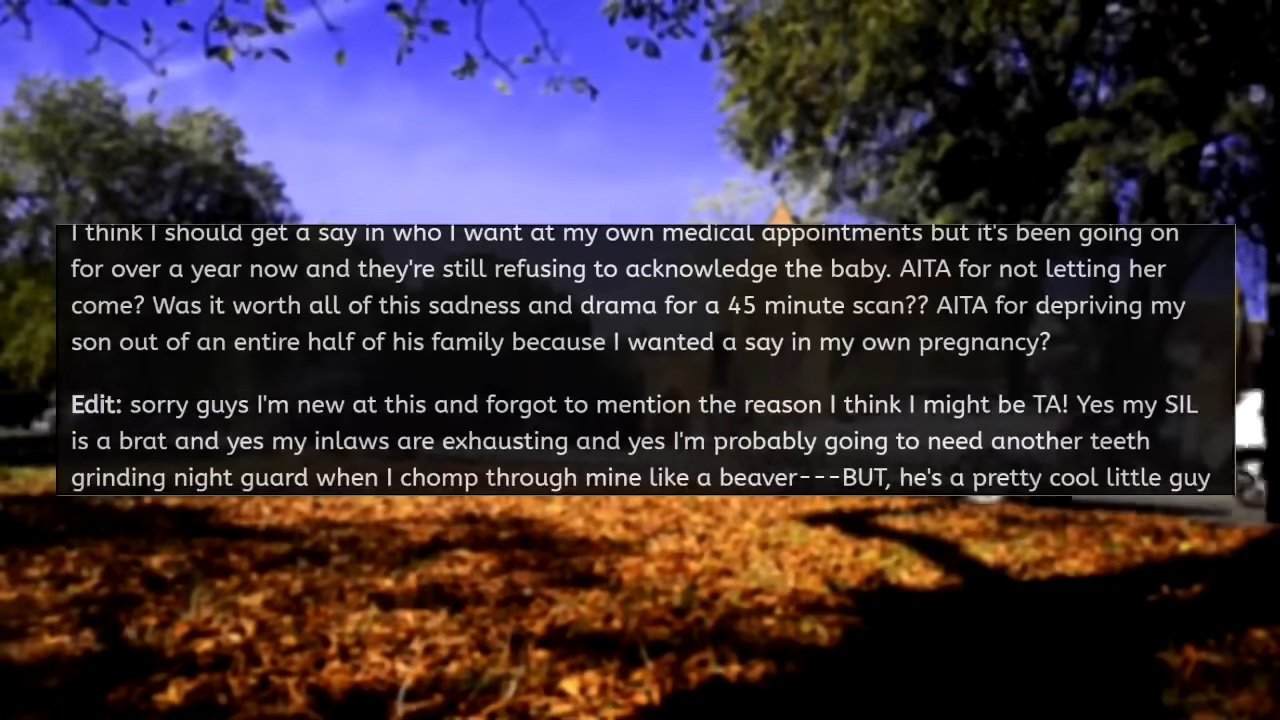 I think I should get a say in who I want at my own medical appointments but it's been going on
for over a year now and they're still refusing to acknowledge the baby. AITA for not letting her
come? Was it worth all of this sadness and drama for a 45 minute scan?? AITA for depriving my
son out of an entire half of his family because I wanted a say in my own pregnancy?
Edit: sorry guys I'm new at this and forgot to mention the reason I think I might be TA! Yes my SIL
is a brat and yes my inlaws are exhausting and yes I'm probably going to need another teeth
grinding night guard when I chomp through mine like a beaver---BUT, he's a pretty cool little guy